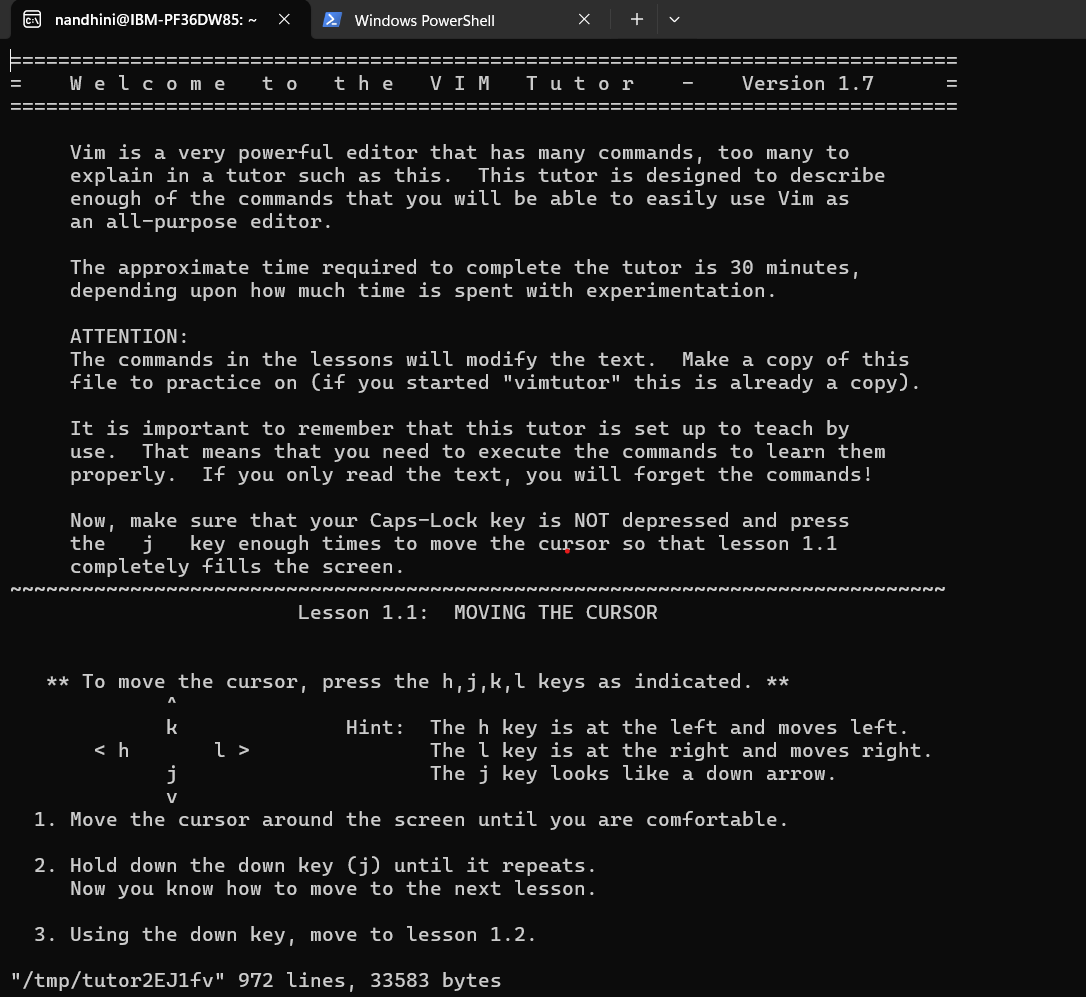 nandhini@IBM-PF36DW85: ~
Windows PowerShell
===============================================================================
=    W e l c o m e   t o   t h e   V I M   T u t o r    -    Version 1.7      =
===============================================================================

     Vim is a very powerful editor that has many commands, too many to
     explain in a tutor such as this.  This tutor is designed to describe
     enough of the commands that you will be able to easily use Vim as
     an all-purpose editor.

     The approximate time required to complete the tutor is 30 minutes,
     depending upon how much time is spent with experimentation.

     ATTENTION:
     The commands in the lessons will modify the text.  Make a copy of this
     file to practice on (if you started "vimtutor" this is already a copy).

     It is important to remember that this tutor is set up to teach by
     use.  That means that you need to execute the commands to learn them
     properly.  If you only read the text, you will forget the commands!

     Now, make sure that your Caps-Lock key is NOT depressed and press
     the   j   key enough times to move the cursor so that lesson 1.1
     completely fills the screen.
~~~~~~~~~~~~~~~~~~~~~~~~~~~~~~~~~~~~~~~~~~~~~~~~~~~~~~~~~~~~~~~~~~~~~~~~~~~~~~
                        Lesson 1.1:  MOVING THE CURSOR


   ** To move the cursor, press the h,j,k,l keys as indicated. **
             ^
             k              Hint:  The h key is at the left and moves left.
       < h       l >               The l key is at the right and moves right.
             j                     The j key looks like a down arrow.
             v
  1. Move the cursor around the screen until you are comfortable.

  2. Hold down the down key (j) until it repeats.
     Now you know how to move to the next lesson.

  3. Using the down key, move to lesson 1.2.

"/tmp/tutor2EJ1fv" 972 lines, 33583 bytes